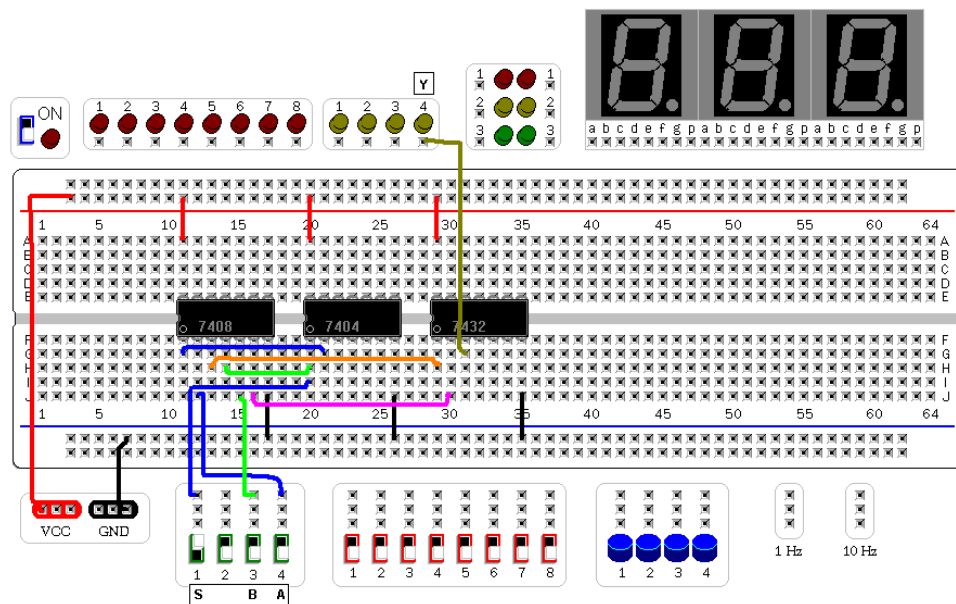 Y
1 1
1 2 3 4 5 6 7 8
1 2 3 4
2 2
ON
3 3
a b c d e f g p a b c d e f g p a b c d e f g p
1 5 10 15 20 25 30 35 40 45 50 55 60 64
A A
B B
C C
D D
E E
7408 7404 7432
F F
G G
H H
I I
J J
1 5 10 15 20 25 30 35 40 45 50 55 60 64
VCC GND
1 Hz 10 Hz
1 2 3 4
1 2 3 4 5 6 7 8
1 2 3 4
S B A